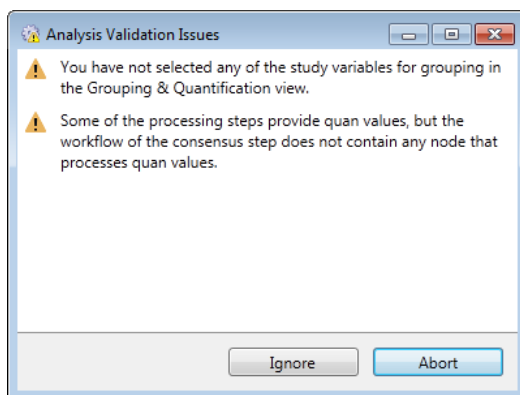 Analysis Validation Issues
You have not selected any of the study variables for grouping in
the Grouping & Quantification view.
Some of the processing steps provide quan values, but the
workflow of the consensus step does not contain any node that
processes quan values.
Ignore
Abort